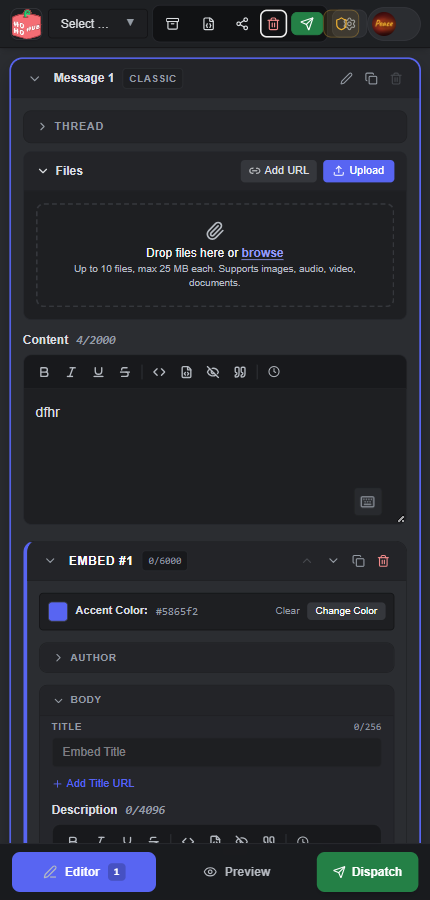 Select ...
Message 1 CLASSIC
THREAD
Files Add URL Upload
Drop files here or browse
Up to 10 files, max 25 MB each. Supports images, audio, video,
documents.
Content 4/2000
dfhr
EMBED #1 0/6000
Accent Color: #5865f2 Clear Change Color
AUTHOR
BODY
TITLE 0/256
Embed Title
+ Add Title URL
Description 0/4096
Editor 1 Preview Dispatch